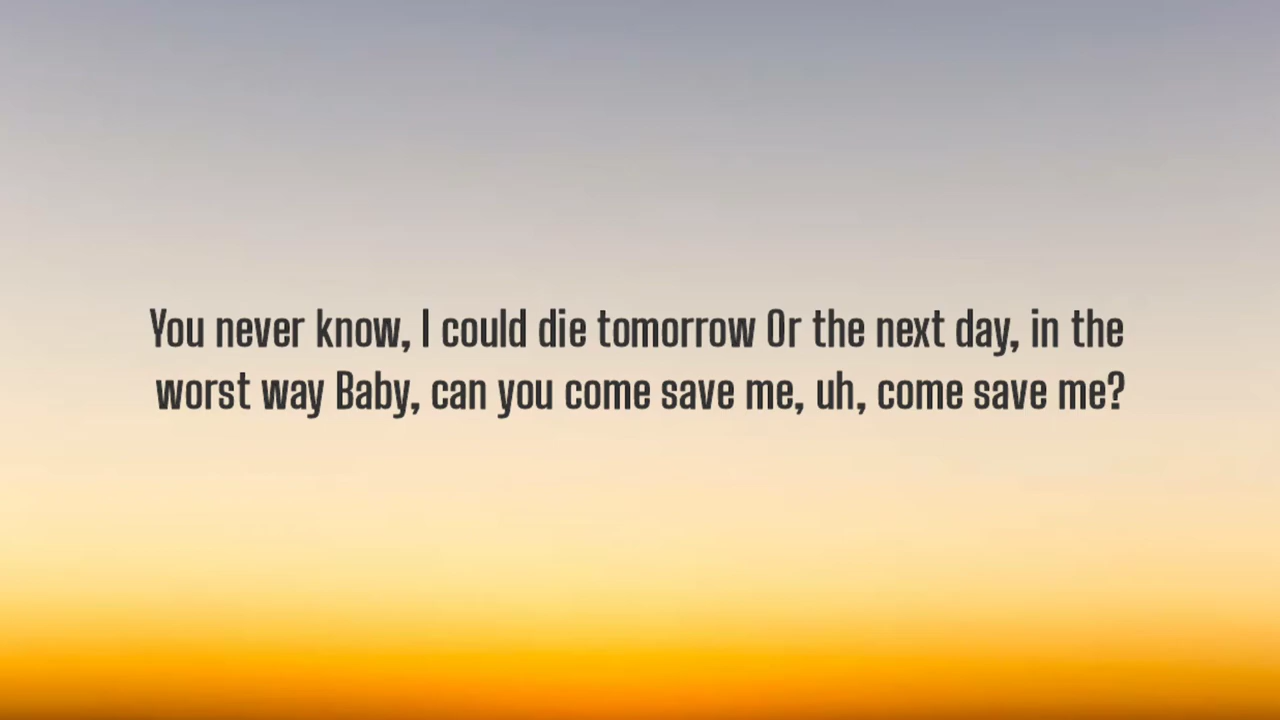 You never know, I could die tomorrow Or the next day, in the
worst way Baby, can you come save me, uh, come save me?